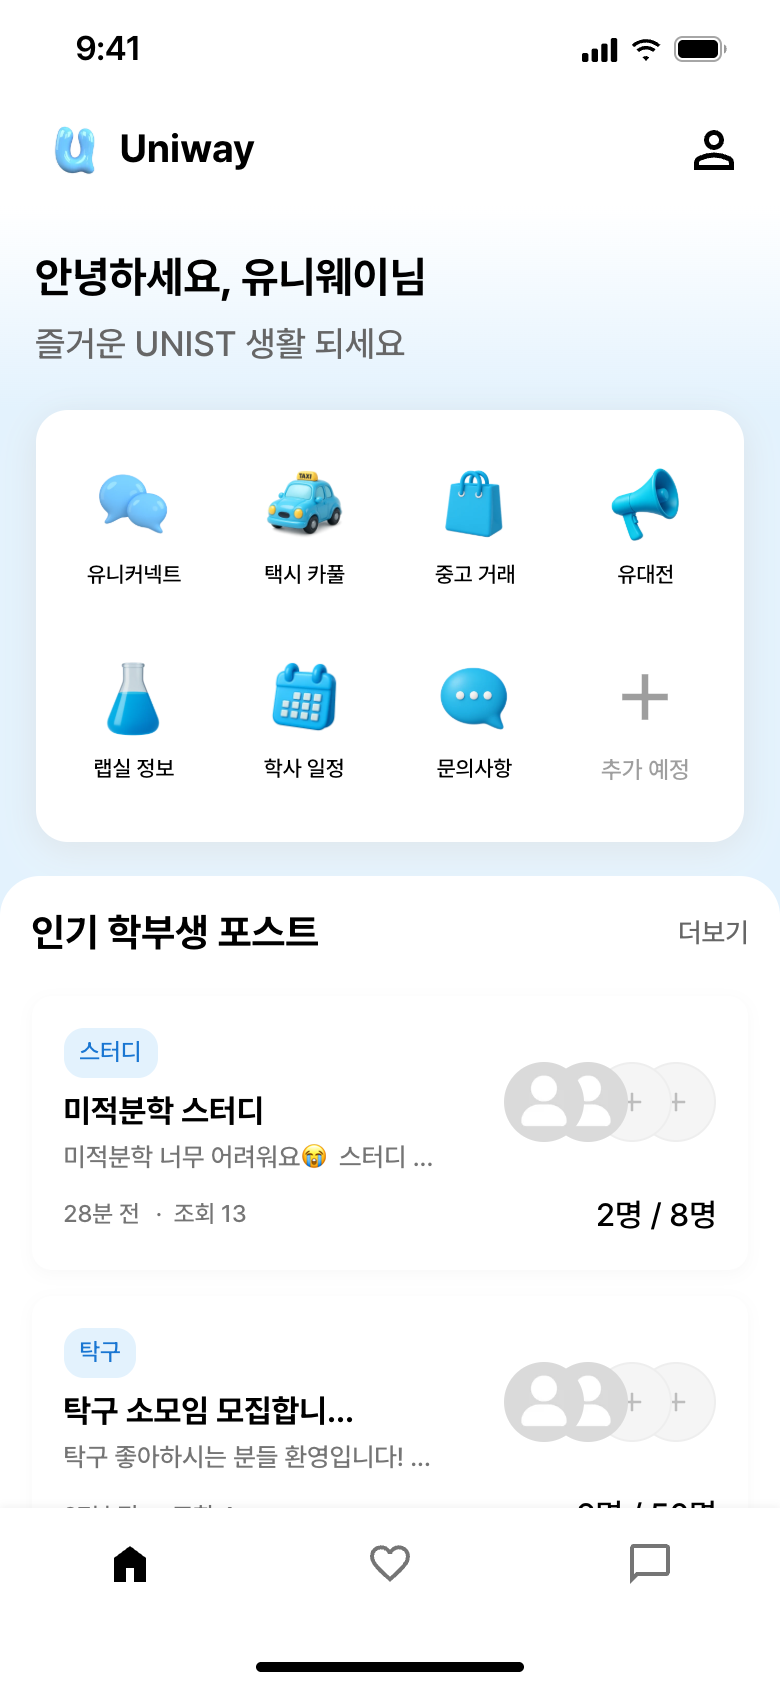 9:41
Uniway
안녕하세요, 유니웨이님
즐거운 UNIST 생활 되세요
TAXI
유니커넥트 택시 카풀 중고 거래 유대전
랩실 정보 학사 일정 문의사항 추가 예정
인기 학부생 포스트 더보기
스터디
미적분학 스터디
미적분학 너무 어려워요😭 스터디 ...
28분 전 · 조회 13 2명 / 8명
탁구
탁구 소모임 모집합니...
탁구 좋아하시는 분들 환영입니다! ...